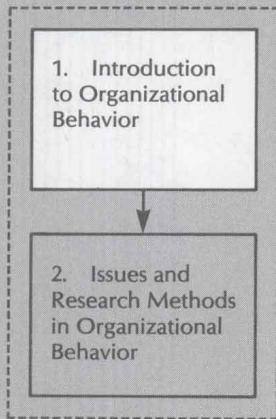 1. Introduction
to Organizational
Behavior
2. Issues and
Research Methods
in Organizational
Behavior